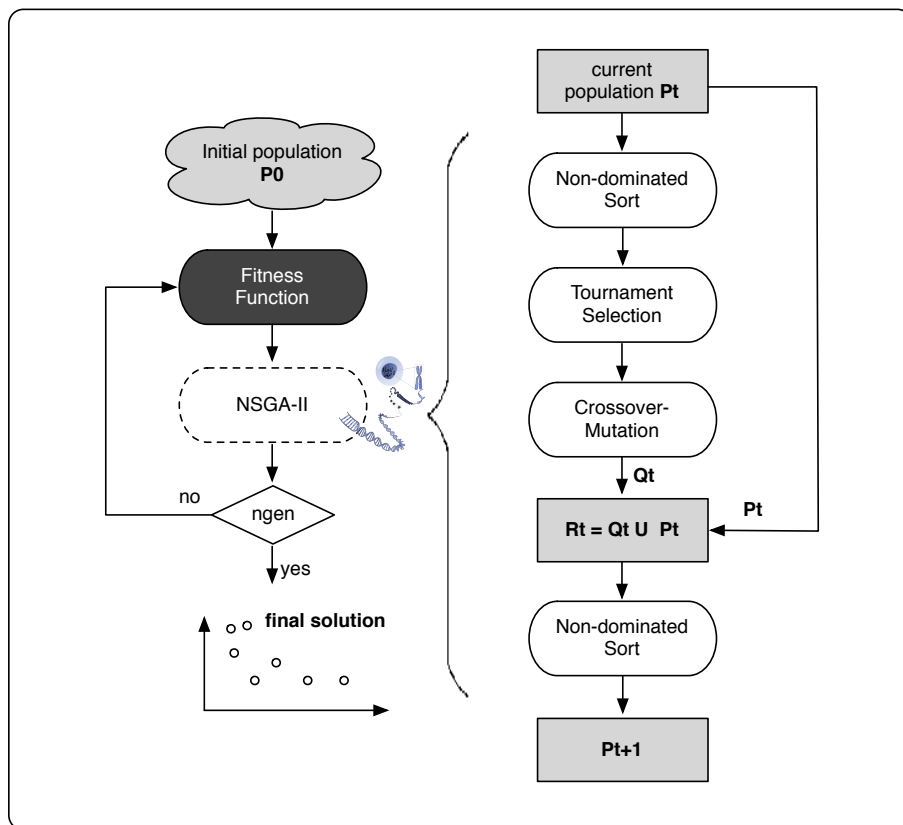 Initial population
P0
Fitness
Function
NSGA-II
ngen
no
yes
final solution
current
population Pt
Non-dominated
Sort
Tournament
Selection
Crossover-
Mutation
Qt
Pt
Rt = Qt U Pt
Non-dominated
Sort
Pt+1